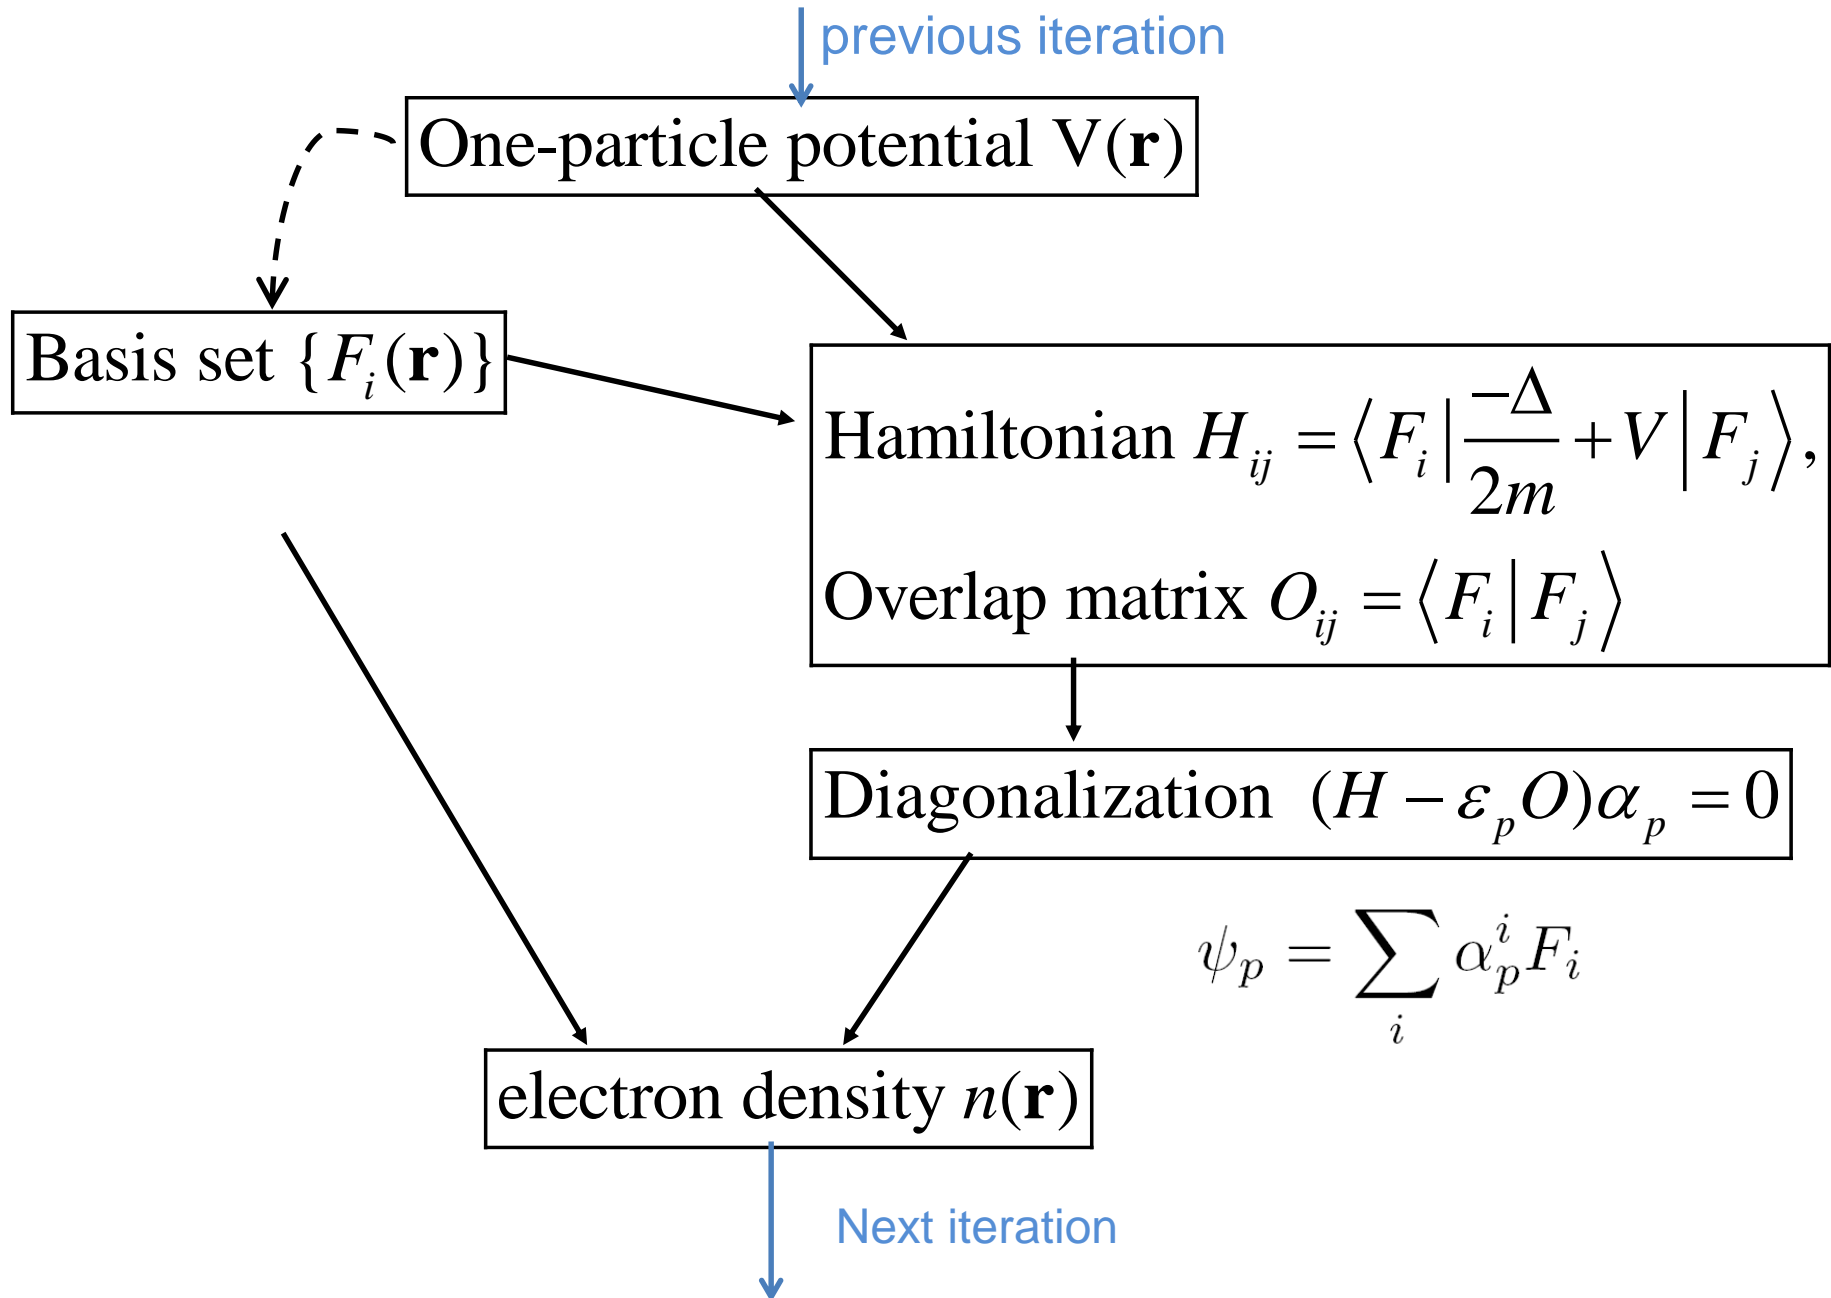 previous iteration
One-particle potential V(r)
Basis set {F_i(r)}
Hamiltonian H_ij = ⟨F_i| −Δ/2m + V |F_j⟩,
Overlap matrix O_ij = ⟨F_i|F_j⟩
Diagonalization (H − ε_p O)α_p = 0
ψ_p = ∑_i α_p^i F_i
electron density n(r)
Next iteration